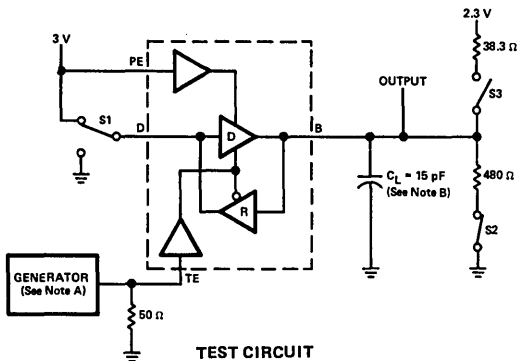 2.3 V
38.3 Ω
3 V
PE
OUTPUT
S3
S1
D
D
B
480 Ω
C_L = 15 pF
(See Note B)
R
S2
GENERATOR
(See Note A)
TE
50 Ω
TEST CIRCUIT